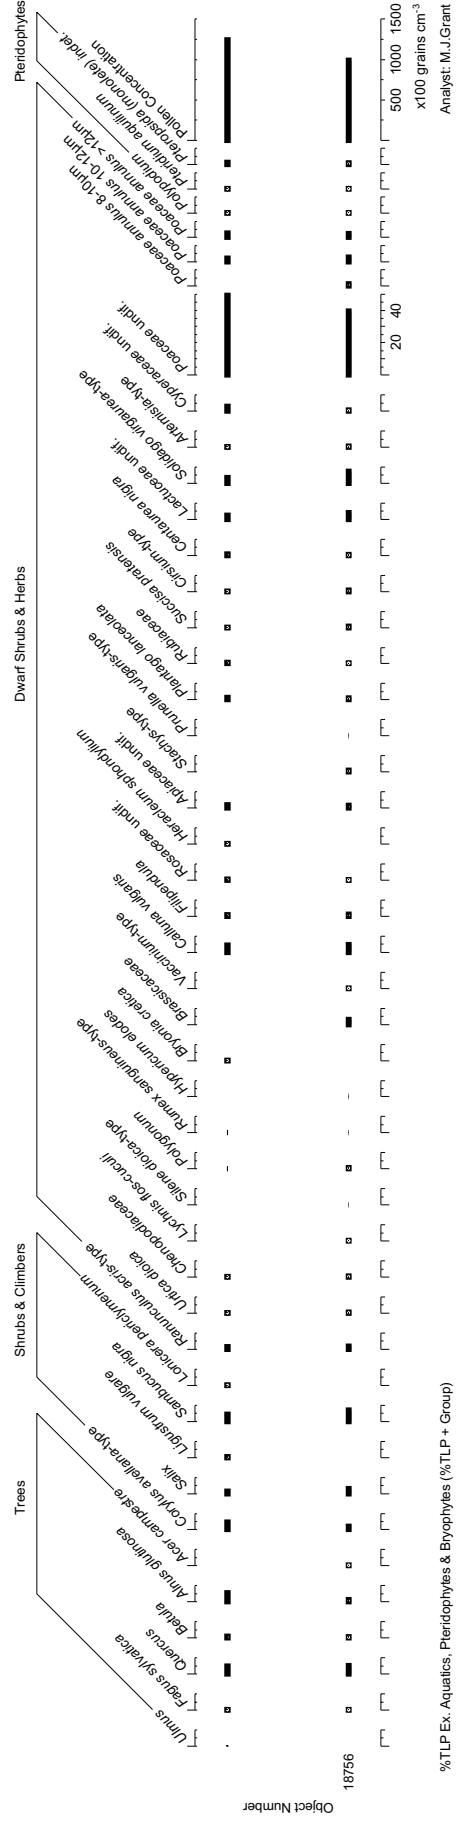 Trees
Shrubs & Climbers
Dwarf Shrubs & Herbs
Pteridophytes
Ulmus
Fagus sylvatica
Quercus
Betula
Alnus glutinosa
Acer campestre
Corylus avellana-type
Salix
Ligustrum vulgare
Sambucus nigra
Lonicera periclymenum
Ranunculus acris-type
Urtica dioica
Chenopodiaceae
Lychnis flos-cuculi
Silene dioica-type
Polygonum
Rumex sanguineus-type
Hypericum elodes
Bryonia cretica
Brassicaceae
Vaccinium-type
Calluna vulgaris
Filipendula
Rosaceae undif.
Heracleum sphondylium
Apiaceae undif.
Stachys-type
Prunella vulgaris-type
Plantago lanceolata
Rubiaceae
Succisa pratensis
Cirsium-type
Centaurea nigra
Lactuceae undif.
Solidago virgaurea-type
Artemisia-type
Cyperaceae undif.
Poaceae undif.
Poaceae annulus 8-10µm
Poaceae annulus 10-12µm
Poaceae annulus >12µm
Polypodium
Pteridium aquilinum
Pteropsida (monolete) indet.
Pollen Concentration
Object Number
18756
20 40
500 1000 1500
x100 grains cm-3
%TLP Ex. Aquatics, Pteridophytes & Bryophytes (%TLP + Group)
Analyst: M.J.Grant